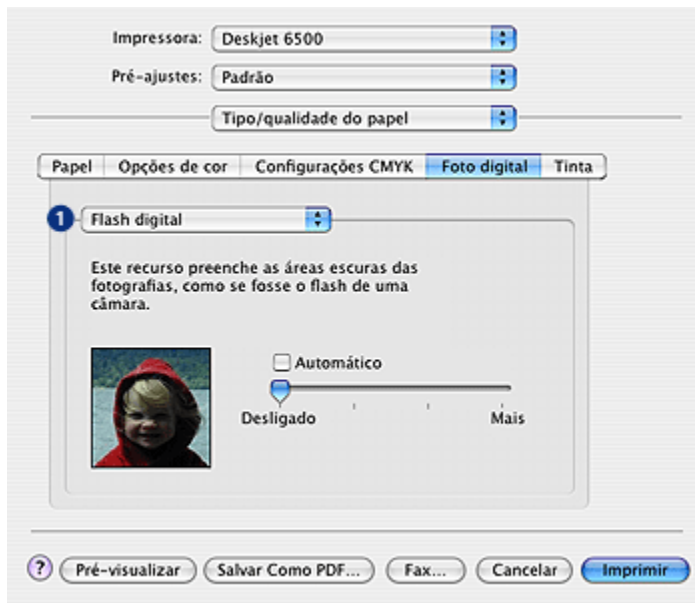 Impressora: Deskjet 6500
Pré-ajustes: Padrão
Tipo/qualidade do papel
Papel Opções de cor Configurações CMYK Foto digital Tinta
1 Flash digital
Este recurso preenche as áreas escuras das
fotografias, como se fosse o flash de uma
câmara.
Automático
Desligado Mais
? Pré-visualizar Salvar Como PDF... Fax... Cancelar Imprimir